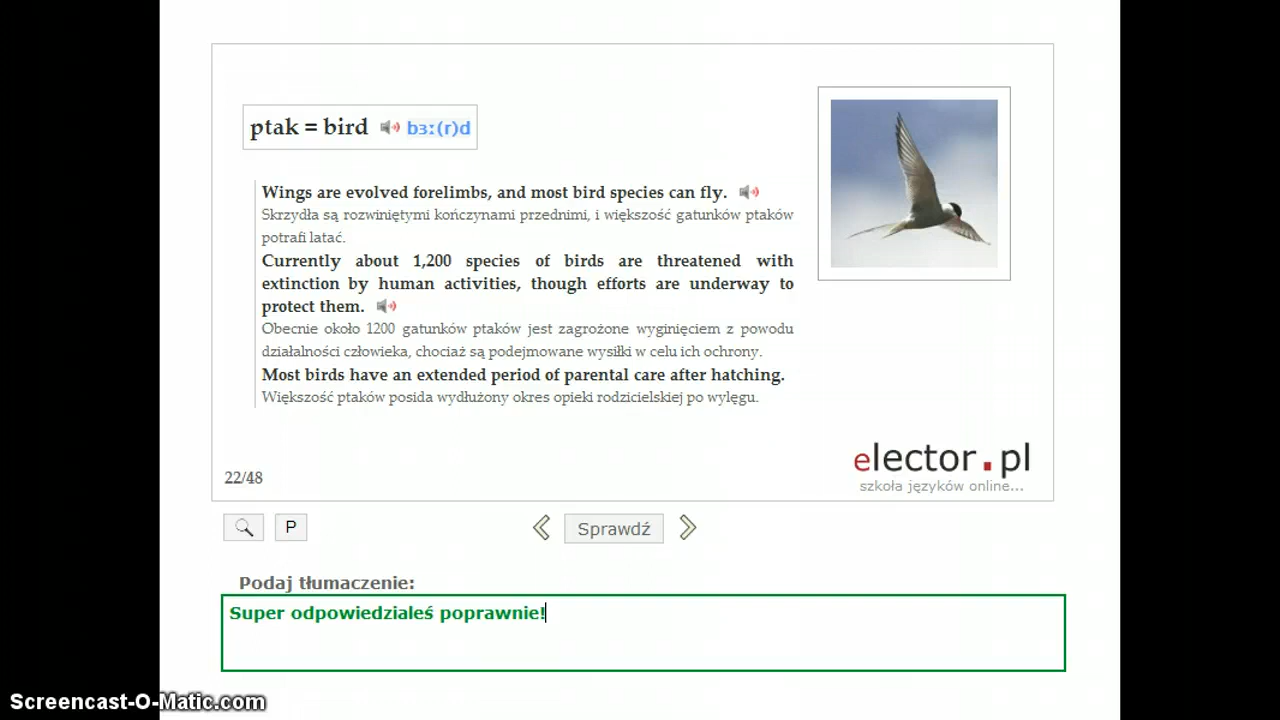 ptak = bird bɜː(r)d
Wings are evolved forelimbs, and most bird species can fly.
Skrzydła są rozwiniętymi kończynami przednimi, i większość gatunków ptaków
potrafi latać.
Currently about 1,200 species of birds are threatened with
extinction by human activities, though efforts are underway to
protect them.
Obecnie około 1200 gatunków ptaków jest zagrożone wyginięciem z powodu
działalności człowieka, chociaż są podejmowane wysiłki w celu ich ochrony.
Most birds have an extended period of parental care after hatching.
Większość ptaków posida wydłużony okres opieki rodzicielskiej po wylęgu.
elector.pl
szkoła języków online...
22/48
P
Sprawdź
Podaj tłumaczenie:
Super odpowiedziałeś poprawnie!
Screencast-O-Matic.com